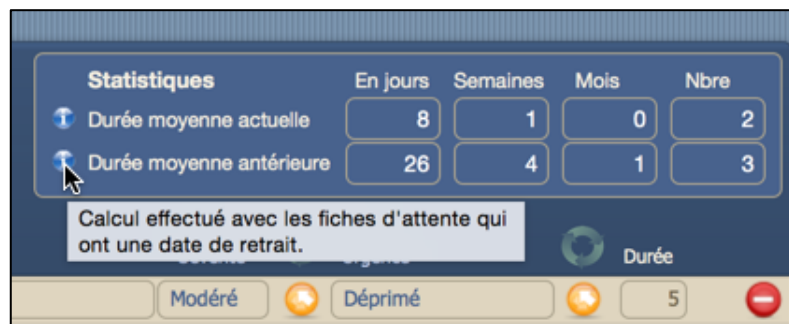 Statistiques En jours Semaines Mois Nbre
Durée moyenne actuelle 8 1 0 2
Durée moyenne antérieure 26 4 1 3
Calcul effectué avec les fiches d'attente qui
ont une date de retrait.
Durée
Modéré Déprimé 5